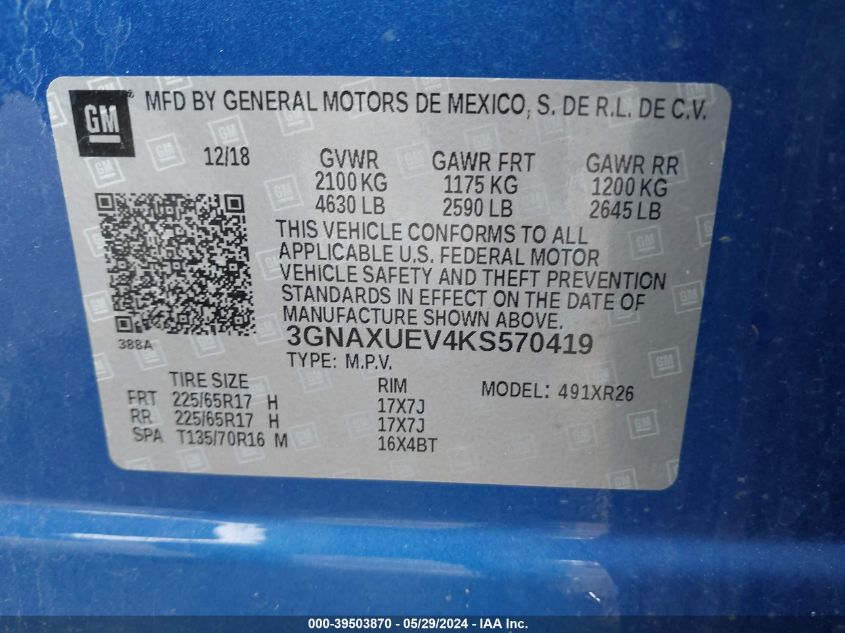 GM
MFD BY GENERAL MOTORS DE MEXICO, S. DE R.L. DE C.V.
12/18 GVWR GAWR FRT GAWR RR
2100 KG 1175 KG 1200 KG
4630 LB 2590 LB 2645 LB
THIS VEHICLE CONFORMS TO ALL
APPLICABLE U.S. FEDERAL MOTOR
VEHICLE SAFETY AND THEFT PREVENTION
STANDARDS IN EFFECT ON THE DATE OF
MANUFACTURE SHOWN ABOVE.
388A 3GNAXUEV4KS570419
TYPE: M.P.V.
TIRE SIZE RIM MODEL: 491XR26
FRT 225/65R17 H 17X7J
RR 225/65R17 H 17X7J
SPA T135/70R16 M 16X4BT
000-39503870 - 05/29/2024 - IAA Inc.